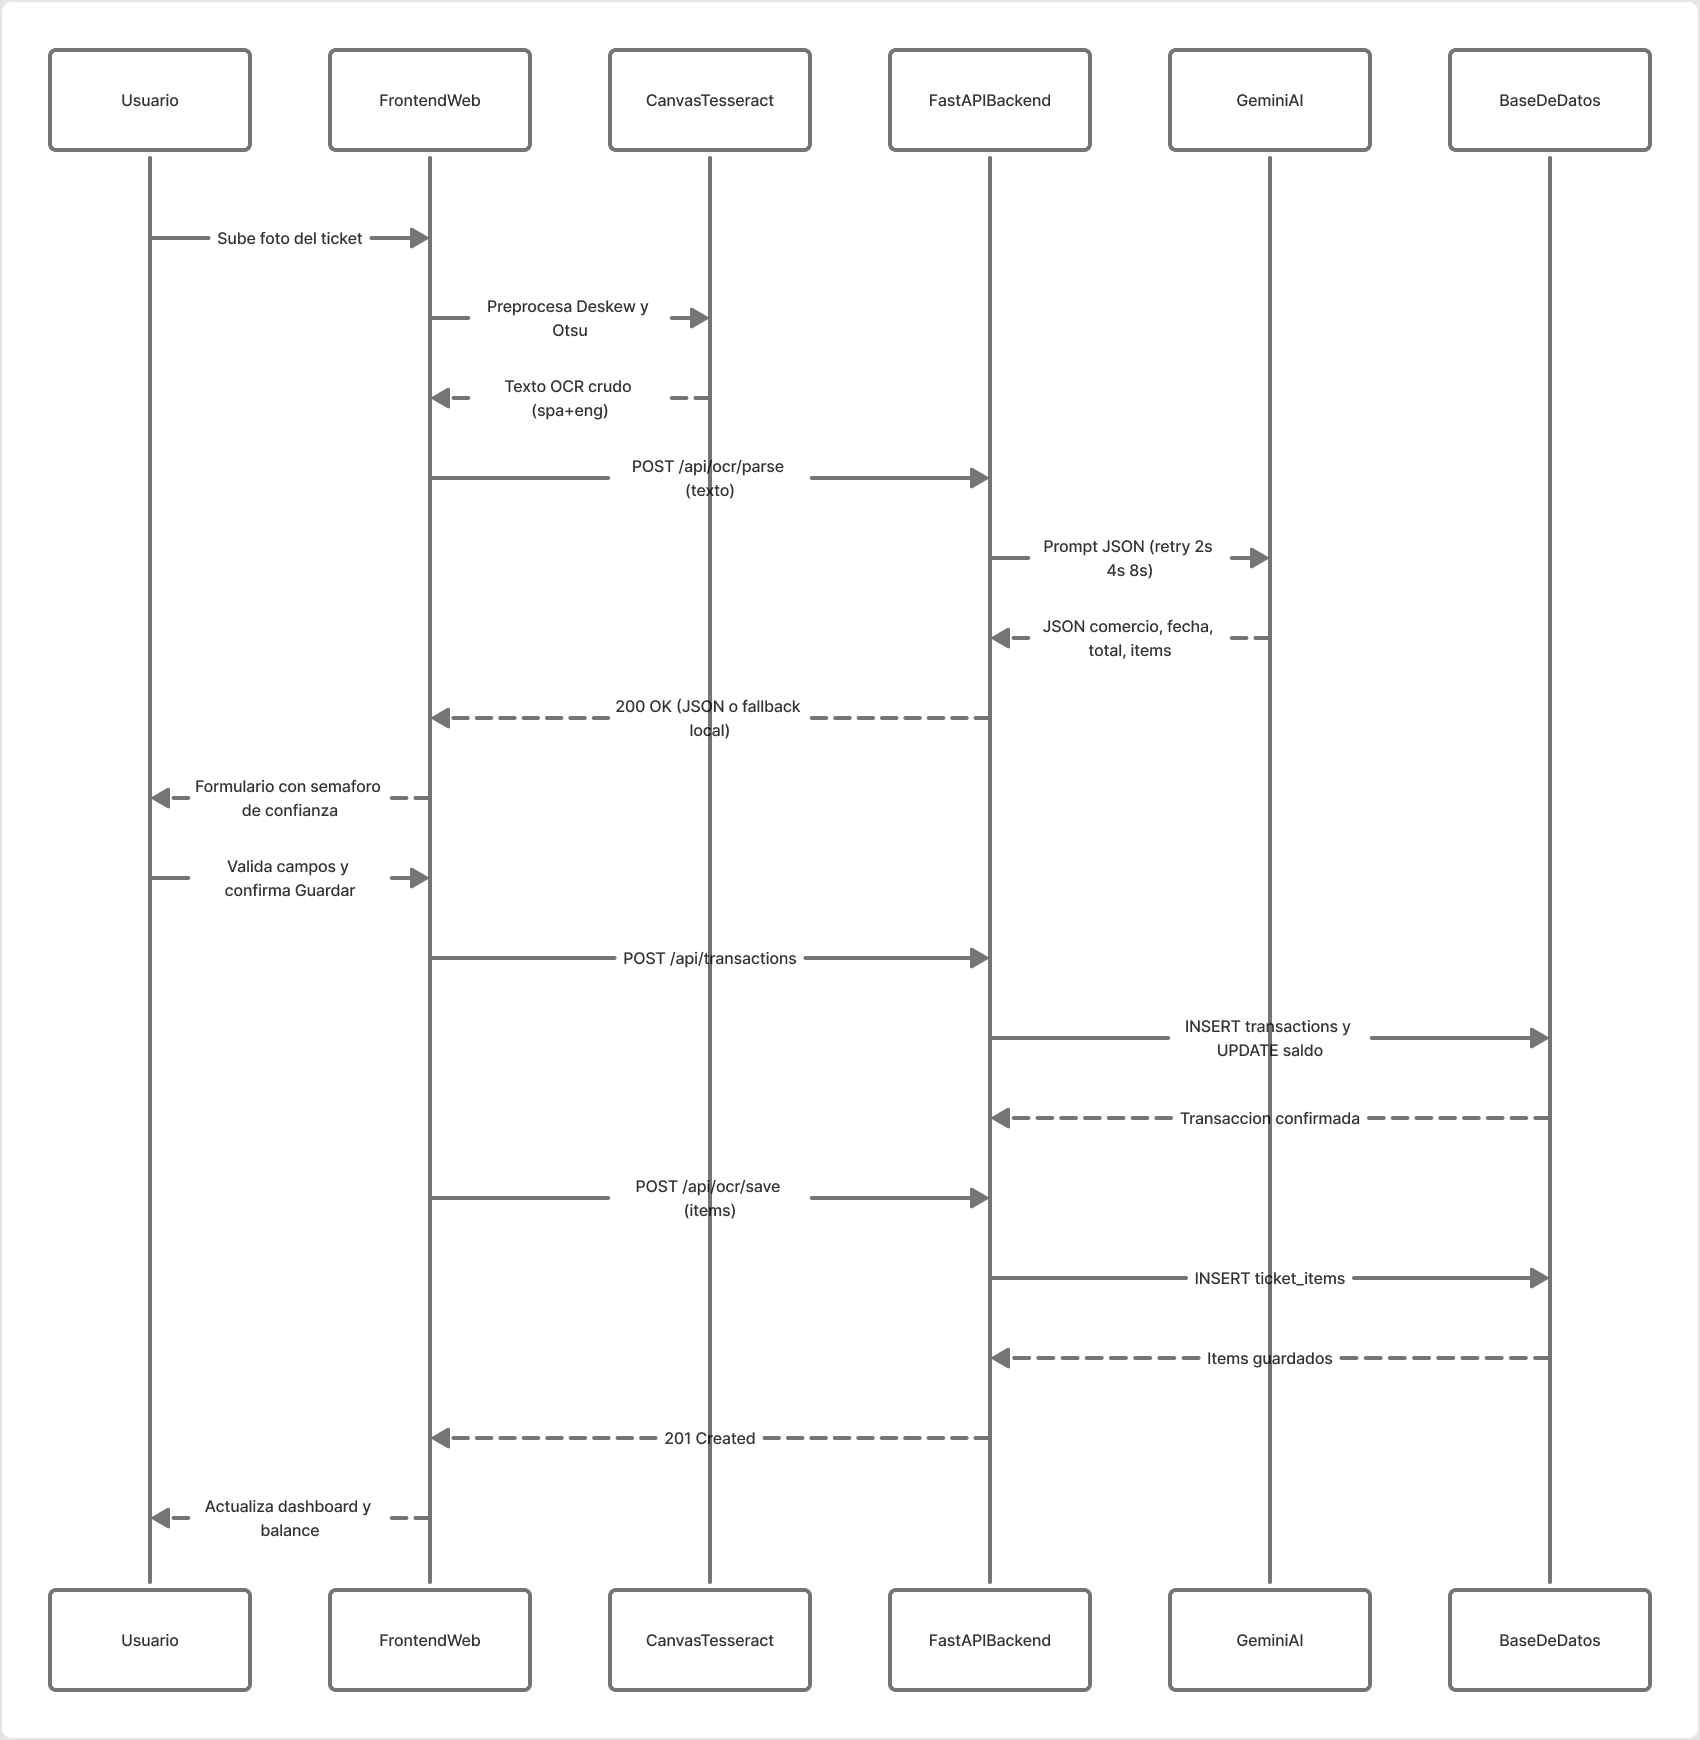 Usuario
FrontendWeb
CanvasTesseract
FastAPIBackend
GeminiAI
BaseDeDatos
Sube foto del ticket
Preprocesa Deskew y
Otsu
Texto OCR crudo
(spa+eng)
POST /api/ocr/parse
(texto)
Prompt JSON (retry 2s
4s 8s)
JSON comercio, fecha,
total, items
200 OK (JSON o fallback
local)
Formulario con semaforo
de confianza
Valida campos y
confirma Guardar
POST /api/transactions
INSERT transactions y
UPDATE saldo
Transaccion confirmada
POST /api/ocr/save
(items)
INSERT ticket_items
Items guardados
201 Created
Actualiza dashboard y
balance
Usuario
FrontendWeb
CanvasTesseract
FastAPIBackend
GeminiAI
BaseDeDatos